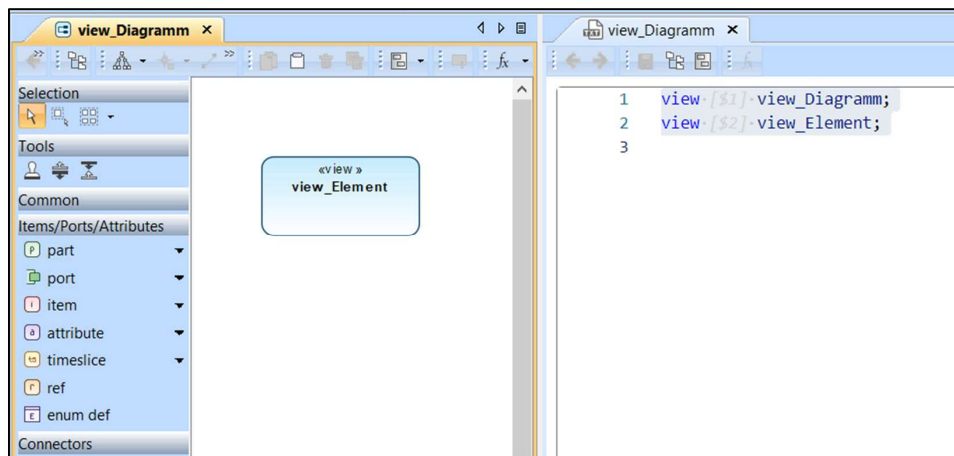 view_Diagramm
Selection
Tools
Common
Items/Ports/Attributes
part
port
item
attribute
timeslice
ref
enum def
Connectors
«view »
view_Element
view_Diagramm
1 view [$1] view_Diagramm;
2 view [$2] view_Element;
3